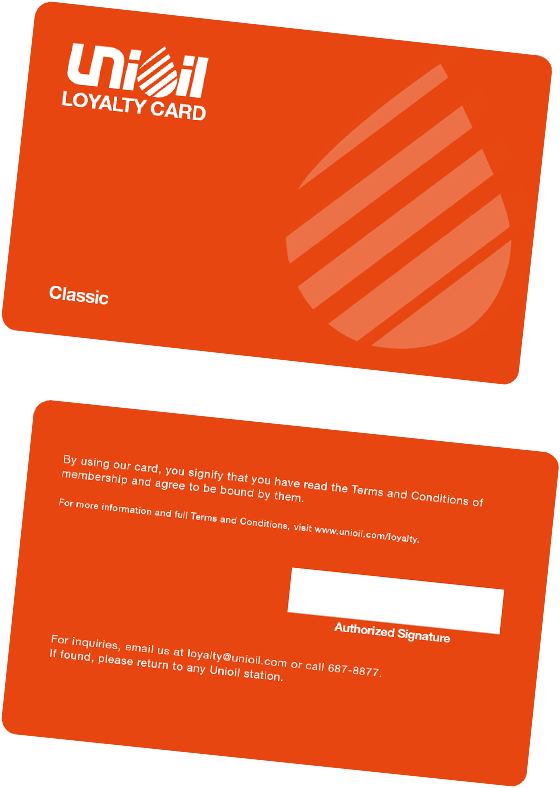 unioil
LOYALTY CARD
Classic
By using our card, you signify that you have read the Terms and Conditions of
membership and agree to be bound by them.
For more information and full Terms and Conditions, visit www.unioil.com/loyalty.
Authorized Signature
For inquiries, email us at loyalty@unioil.com or call 687-8877.
If found, please return to any Unioil station.